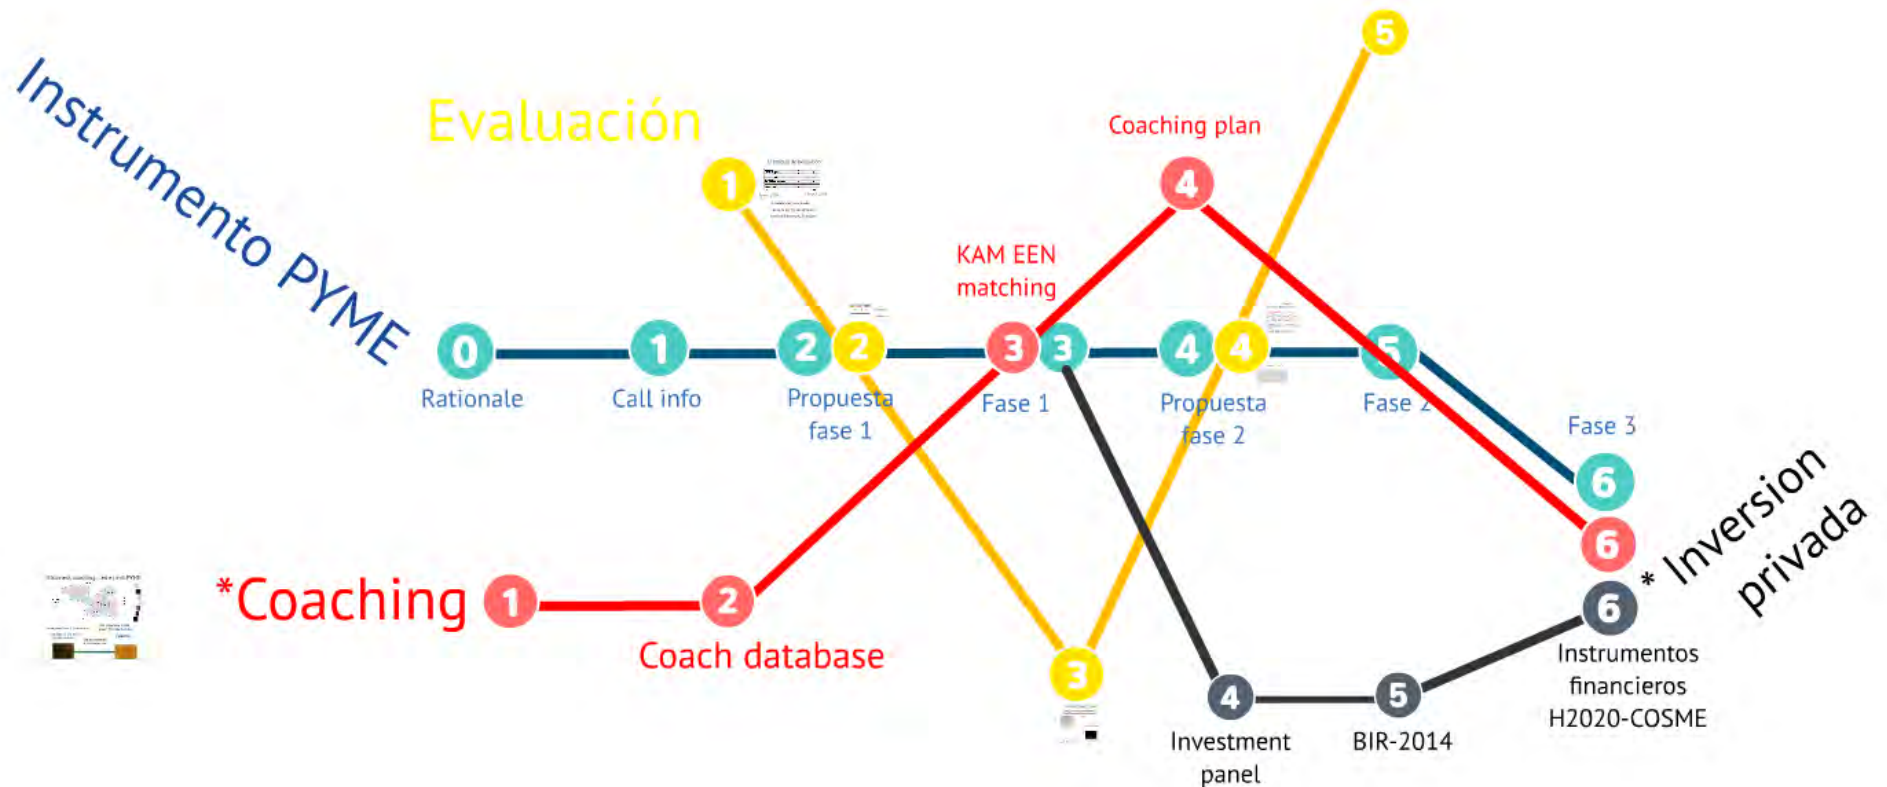 Instrumento PYME
Evaluación
5
Coaching plan
1
4
KAM EEN
matching
0
1
2
2
3
3
4
4
5
Rationale
Call info
Propuesta
fase 1
Fase 1
Propuesta
fase 2
Fase 2
Fase 3
6
* Inversion
privada
6
*Coaching
1
2
6
Coach database
3
4
5
Instrumentos
financieros
H2020-COSME
Investment
panel
BIR-2014